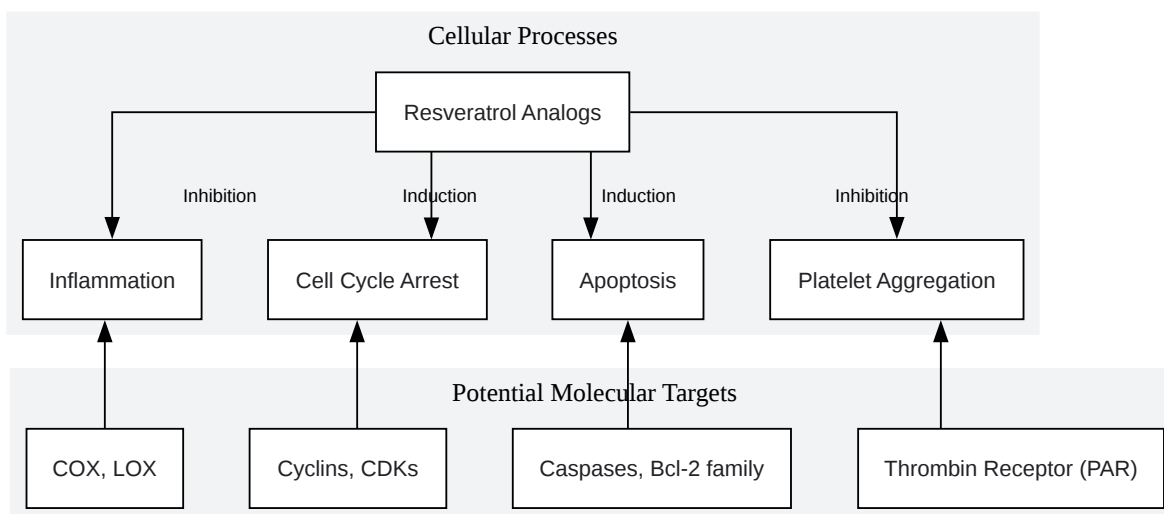 Cellular Processes
Resveratrol Analogs
Inhibition
Induction
Induction
Inhibition
Inflammation
Cell Cycle Arrest
Apoptosis
Platelet Aggregation
Potential Molecular Targets
COX, LOX
Cyclins, CDKs
Caspases, Bcl-2 family
Thrombin Receptor (PAR)